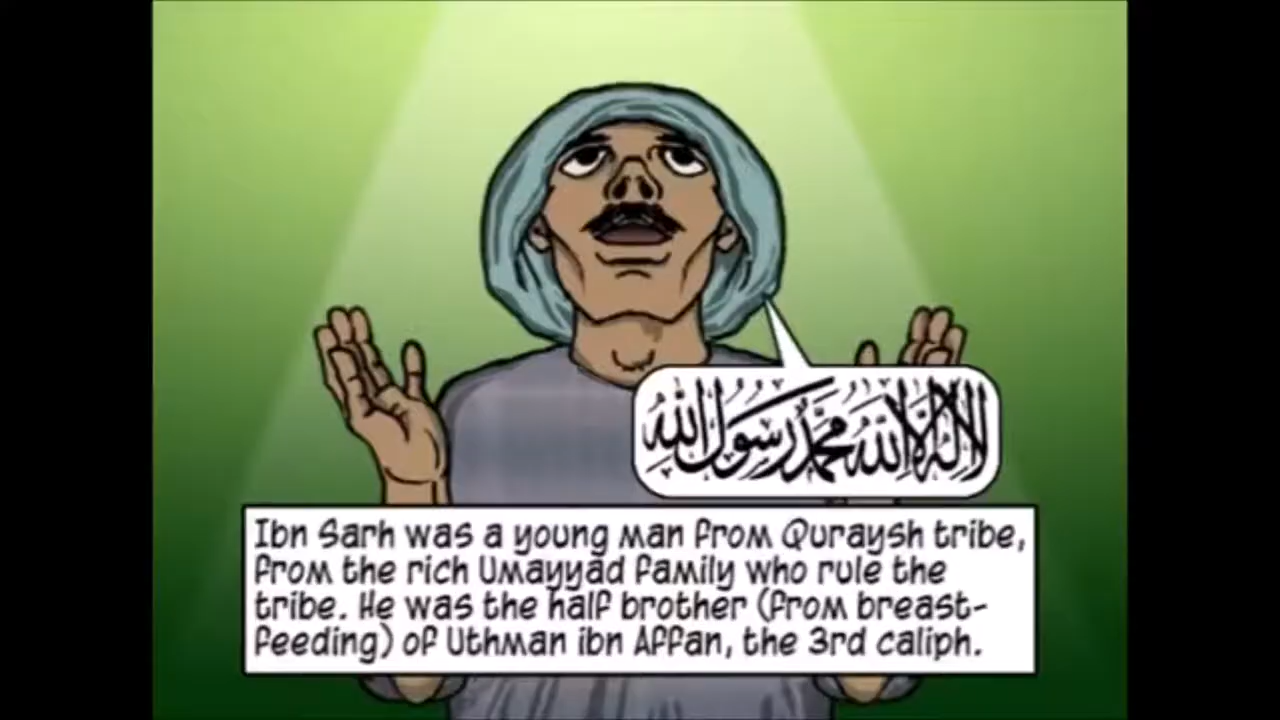 لا إله إلا الله محمد رسول الله
Ibn Sarh was a young man from Quraysh tribe,
from the rich Umayyad family who rule the
tribe. He was the half brother (from breast-
feeding) of Uthman ibn Affan, the 3rd caliph.